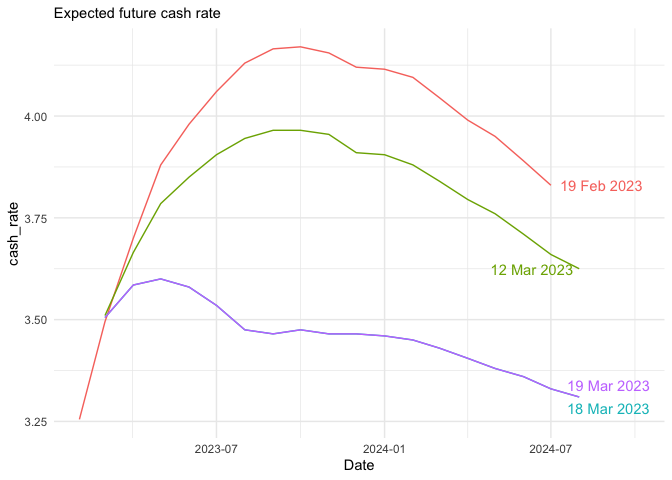 Expected future cash rate
cash_rate
4.00
3.75
3.50
3.25
19 Feb 2023
12 Mar 2023
19 Mar 2023
18 Mar 2023
2023-07
2024-01
2024-07
Date